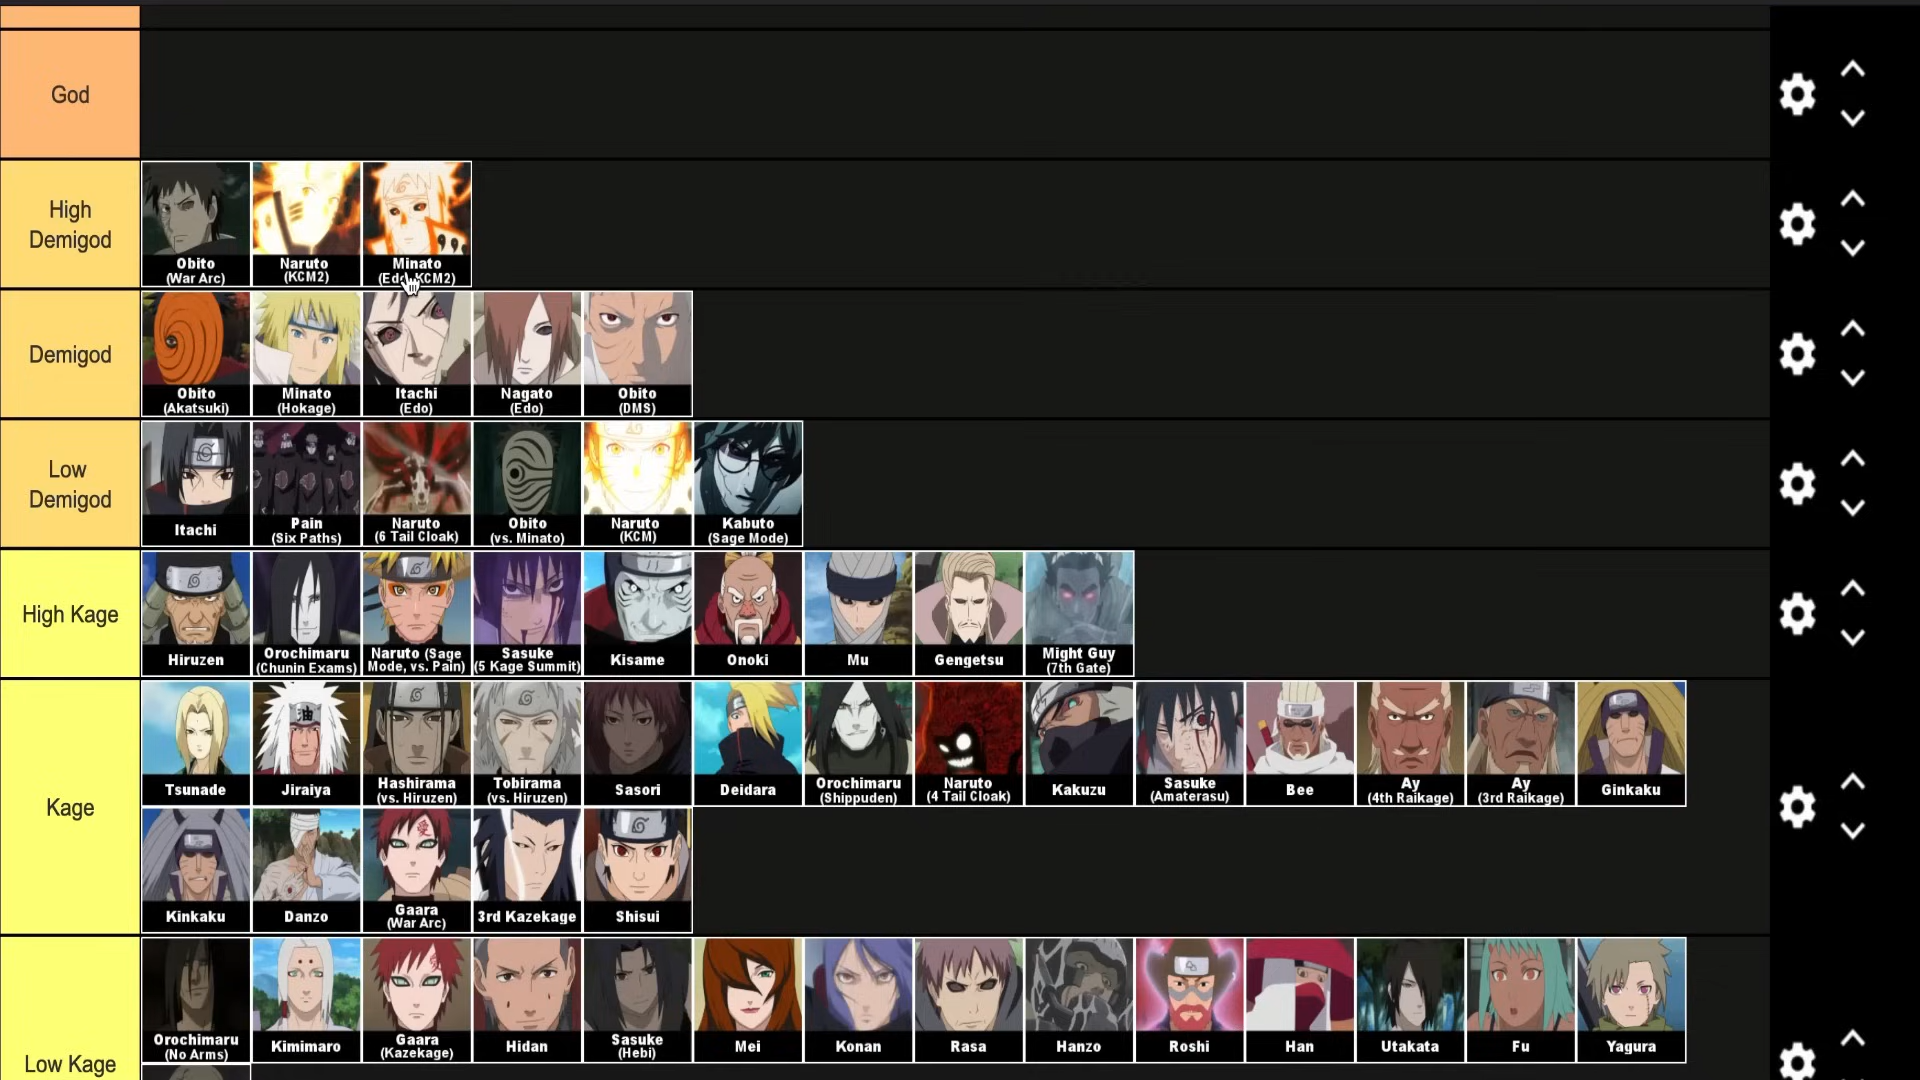 God
High
Demigod
Obito
(War Arc)
Naruto
(KCM2)
Minato
(Edo KCM2)
Demigod
Obito
(Akatsuki)
Minato
(Hokage)
Itachi
(Edo)
Nagato
(Edo)
Obito
(DMS)
Low
Demigod
Itachi
Pain
(Six Paths)
Naruto
(6 Tail Cloak)
Obito
(vs. Minato)
Naruto
(KCM)
Kabuto
(Sage Mode)
High Kage
Hiruzen
Orochimaru
(Chunin Exams)
Naruto (Sage
Mode, vs. Pain)
Sasuke
(5 Kage Summit)
Kisame
Onoki
Mu
Gengetsu
Might Guy
(7th Gate)
Kage
油
Tsunade
Jiraiya
Hashirama
(vs. Hiruzen)
Tobirama
(vs. Hiruzen)
Sasori
Deidara
Orochimaru
(Shippuden)
Naruto
(4 Tail Cloak)
Kakuzu
Sasuke
(Amaterasu)
Bee
Ay
(4th Raikage)
Ay
(3rd Raikage)
Ginkaku
愛
Kinkaku
Danzo
Gaara
(War Arc)
3rd Kazekage
Shisui
Low Kage
Orochimaru
(No Arms)
Kimimaro
Gaara
(Kazekage)
Hidan
Sasuke
(Hebi)
Mei
Konan
Rasa
Hanzo
Roshi
Han
Utakata
Fu
Yagura